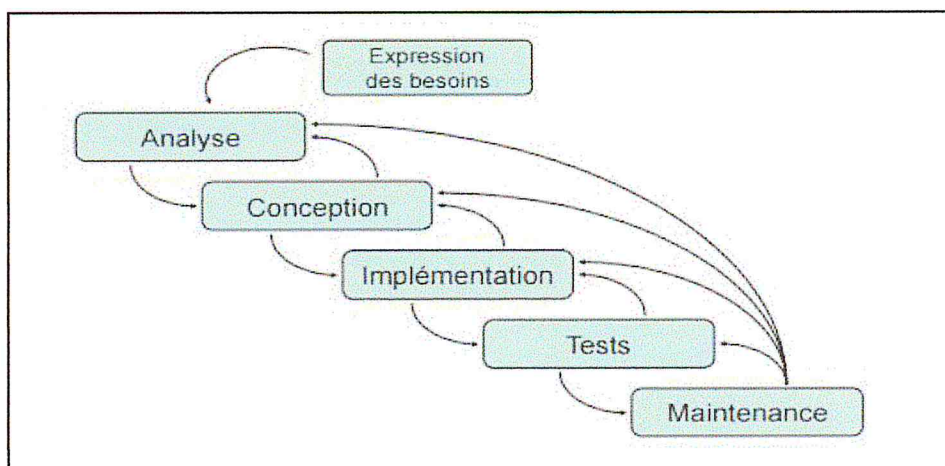 Expression
des besoins
Analyse
Conception
Implémentation
Tests
Maintenance